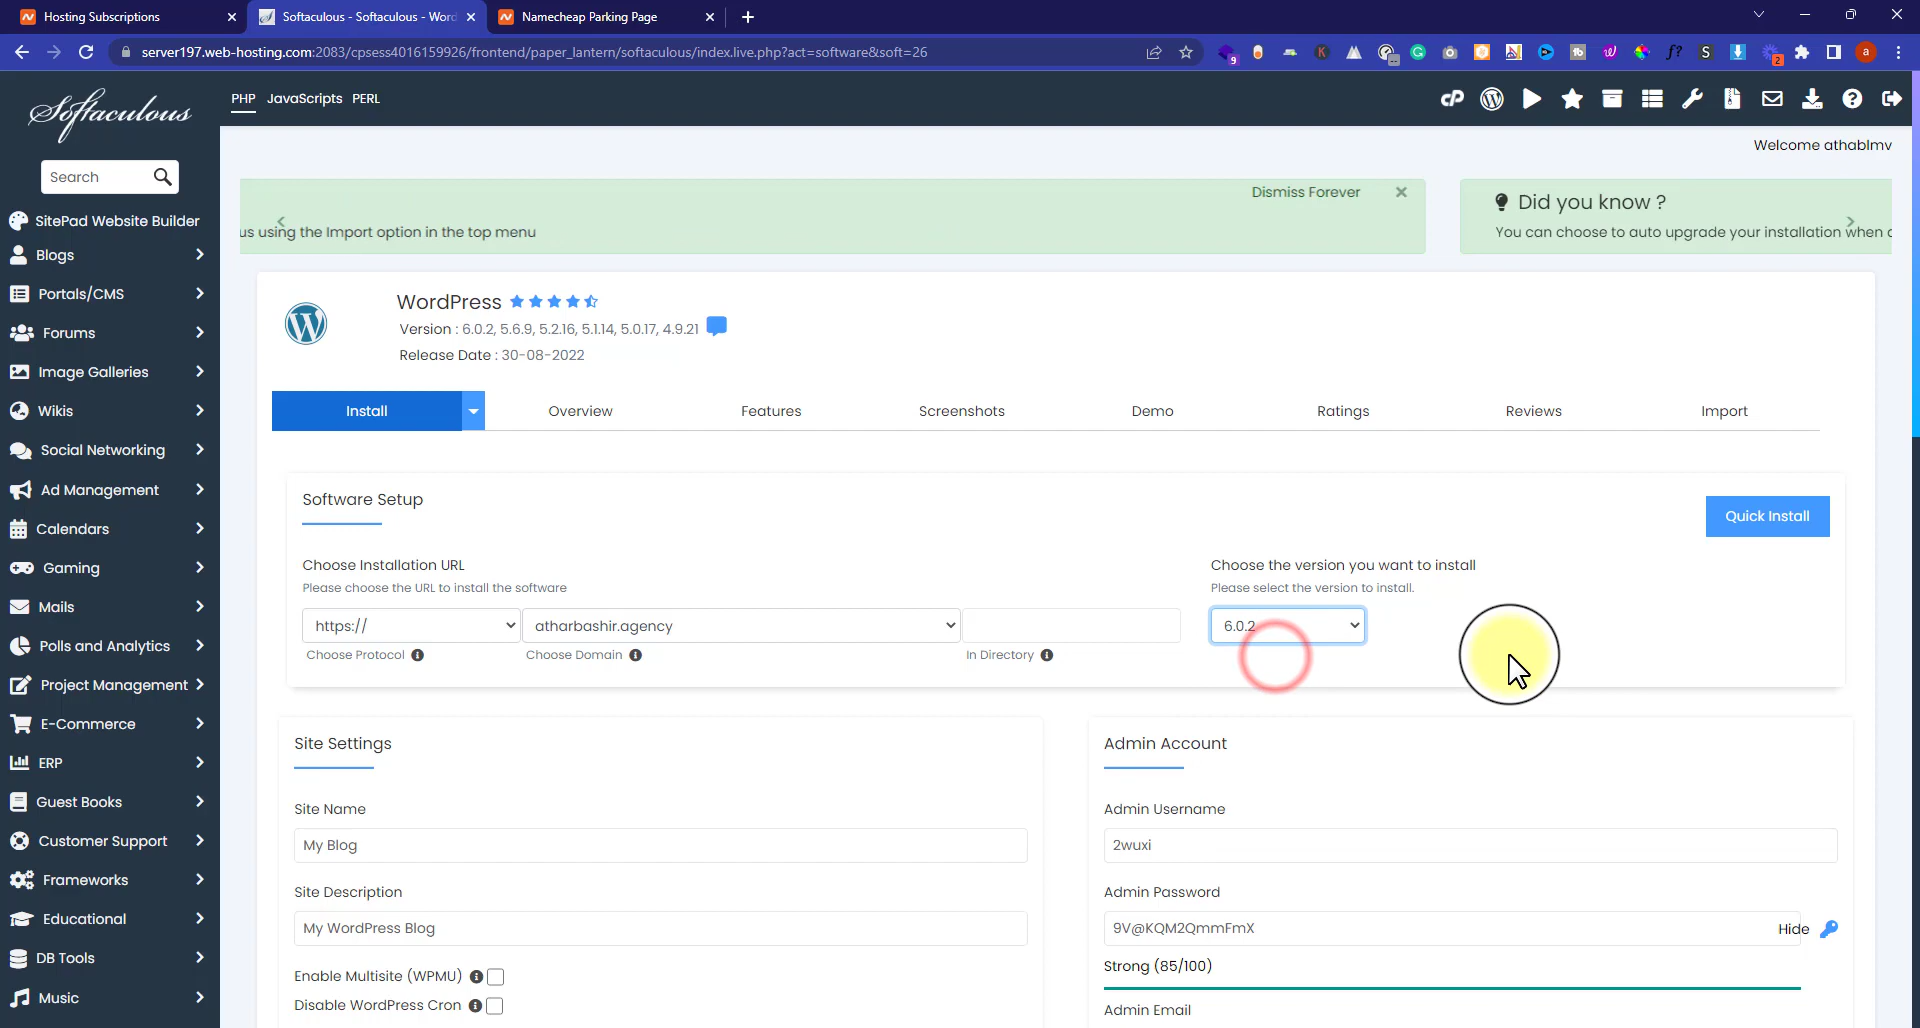 Hosting Subscriptions
Softaculous - Softaculous - Word
Namecheap Parking Page
server197.web-hosting.com:2083/cpsess4016159926/frontend/paper_lantern/softaculous/index.live.php?act=software&soft=26
Softaculous
PHP JavaScripts PERL
Welcome athablmv
Search
SitePad Website Builder
Blogs
Portals/CMS
Forums
Image Galleries
Wikis
Social Networking
Ad Management
Calendars
Gaming
Mails
Polls and Analytics
Project Management
E-Commerce
ERP
Guest Books
Customer Support
Frameworks
Educational
DB Tools
Music
Dismiss Forever
us using the Import option in the top menu
Did you know ?
You can choose to auto upgrade your installation when
WordPress
Version : 6.0.2, 5.6.9, 5.2.16, 5.1.14, 5.0.17, 4.9.21
Release Date : 30-08-2022
Install Overview Features Screenshots Demo Ratings Reviews Import
Software Setup
Quick Install
Choose Installation URL
Please choose the URL to install the software
https:// atharbashir.agency
Choose Protocol Choose Domain In Directory
Choose the version you want to install
Please select the version to install.
6.0.2
Site Settings
Site Name
My Blog
Site Description
My WordPress Blog
Enable Multisite (WPMU)
Disable WordPress Cron
Admin Account
Admin Username
2wuxi
Admin Password
9V@KQM2QmmFmX
Hide
Strong (85/100)
Admin Email